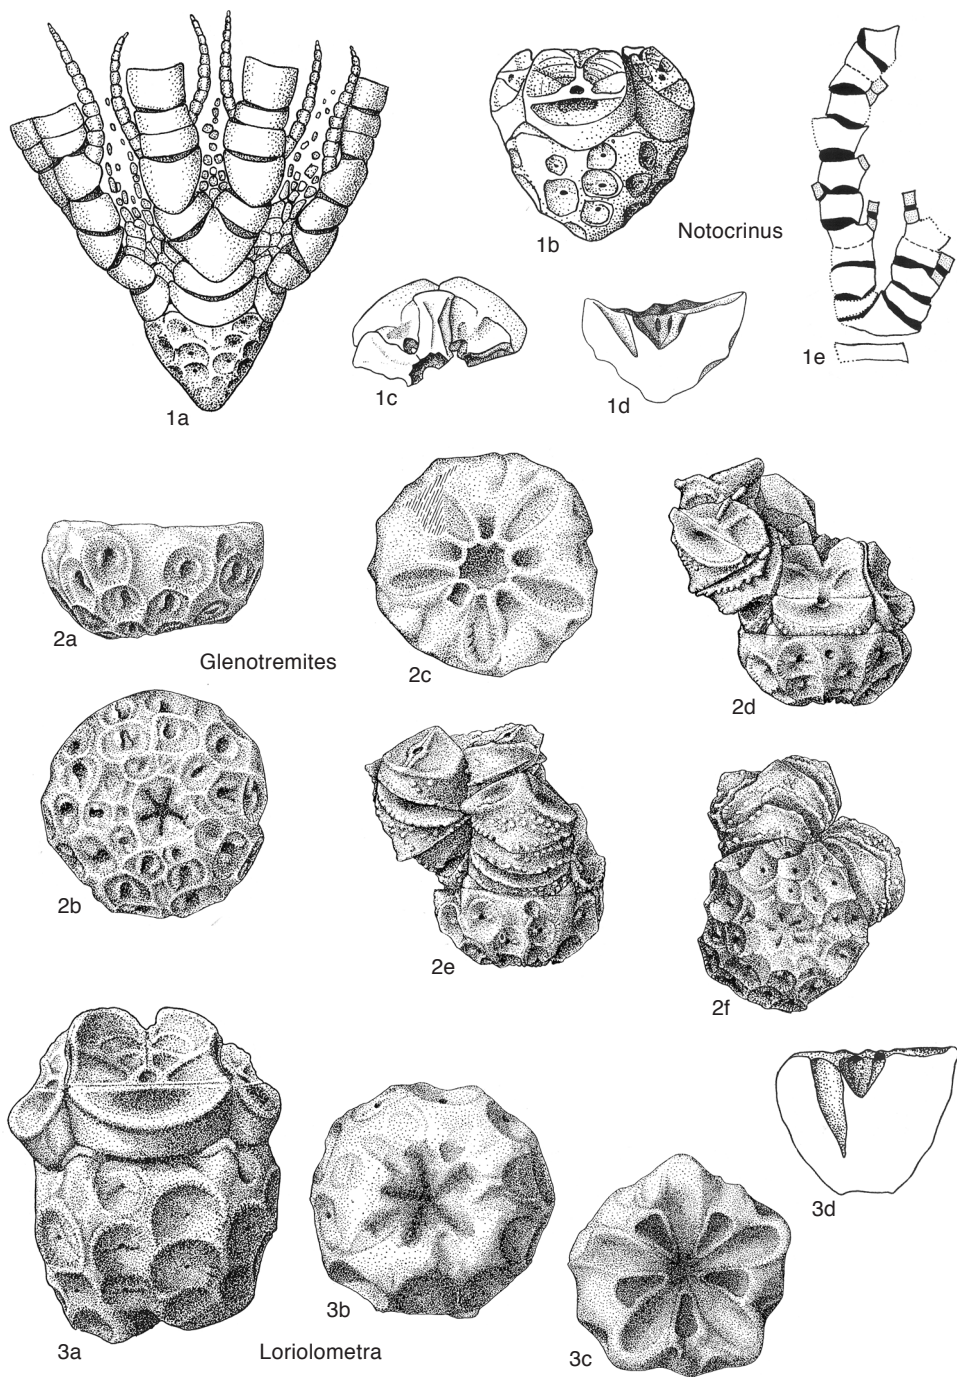 1a
1b
Notocrinus
1c
1d
1e
2a
Glenotremites
2c
2d
2b
2e
2f
3a
3b
Loriolometra
3c
3d